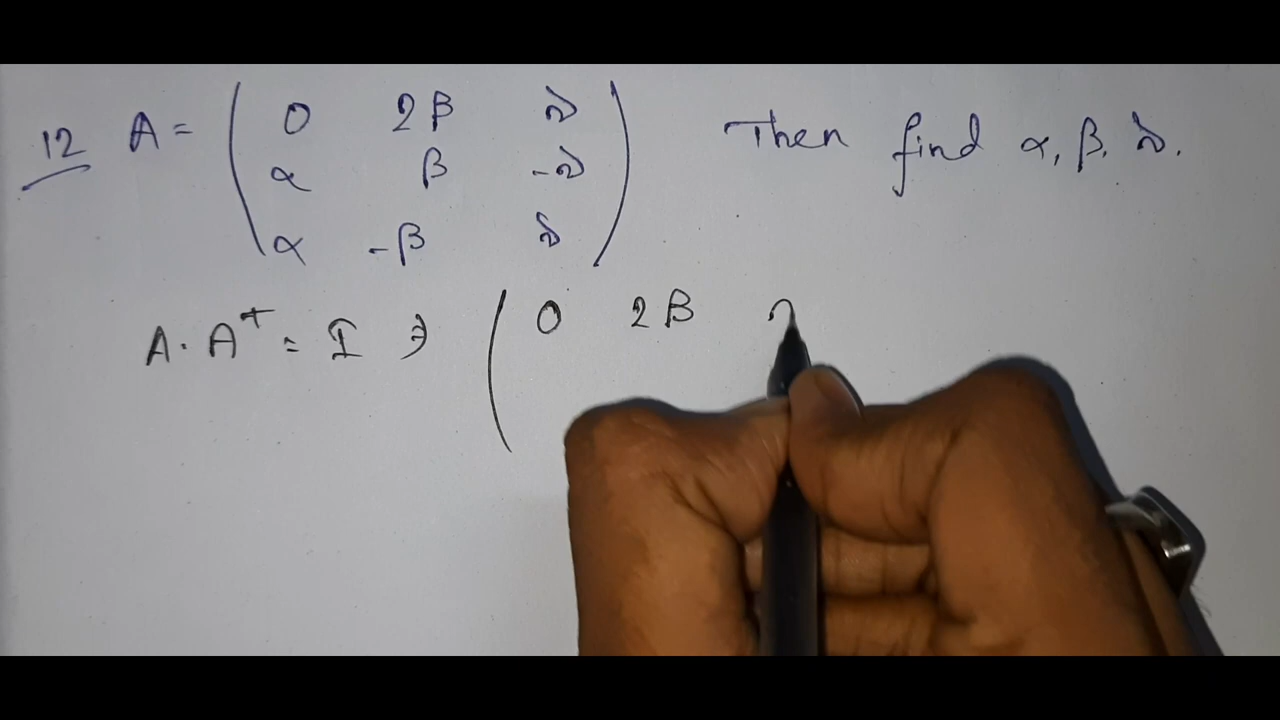 12 A = ( 0 2β γ Then find α, β, γ.
α β -γ
α -β γ )
A · Aᵀ = I ⇒ ( 0 2β